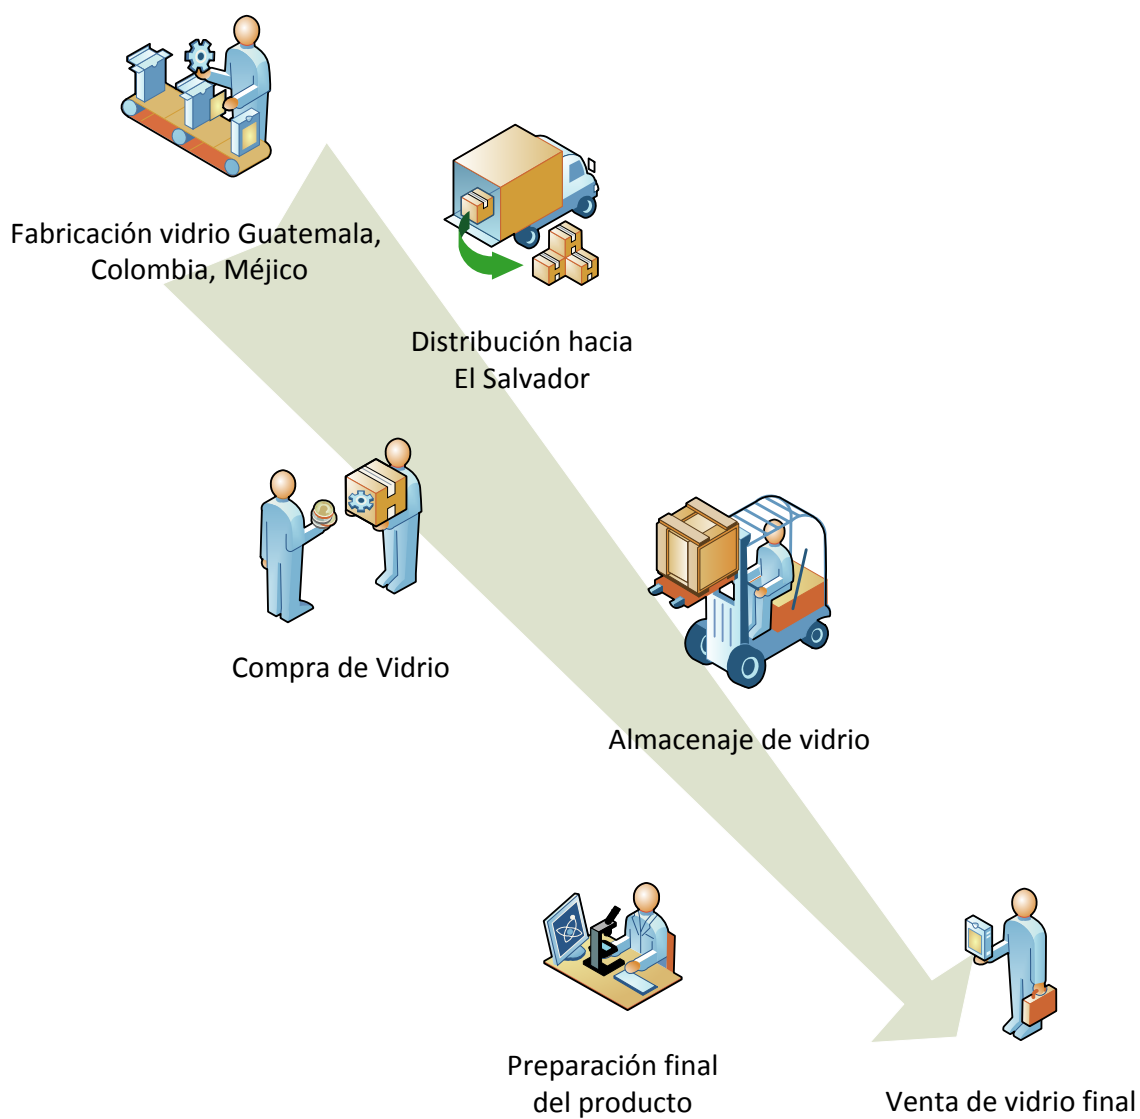 Fabricación vidrio Guatemala,
Colombia, Méjico
Distribución hacia
El Salvador
Compra de Vidrio
Almacenaje de vidrio
Preparación final
del producto
Venta de vidrio final